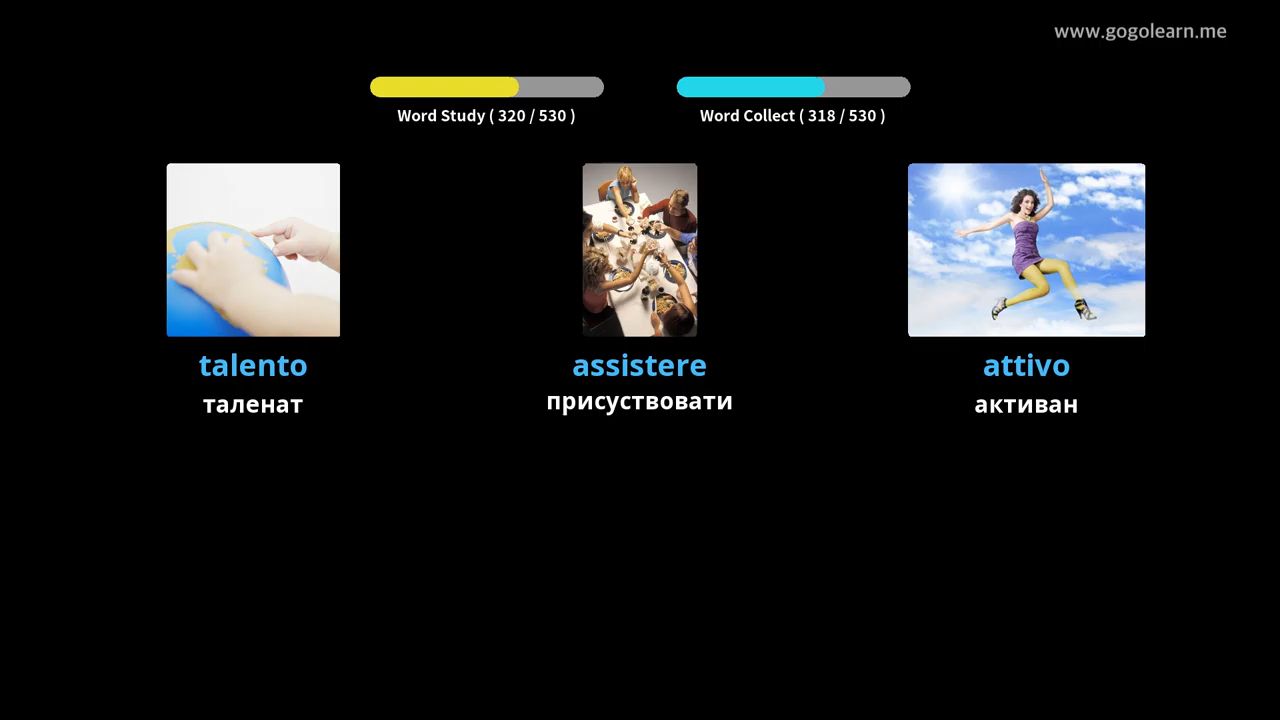 www.gogolearn.me
Word Study ( 320 / 530 )
Word Collect ( 318 / 530 )
talento
таленат
assistere
присуствовати
attivo
активан